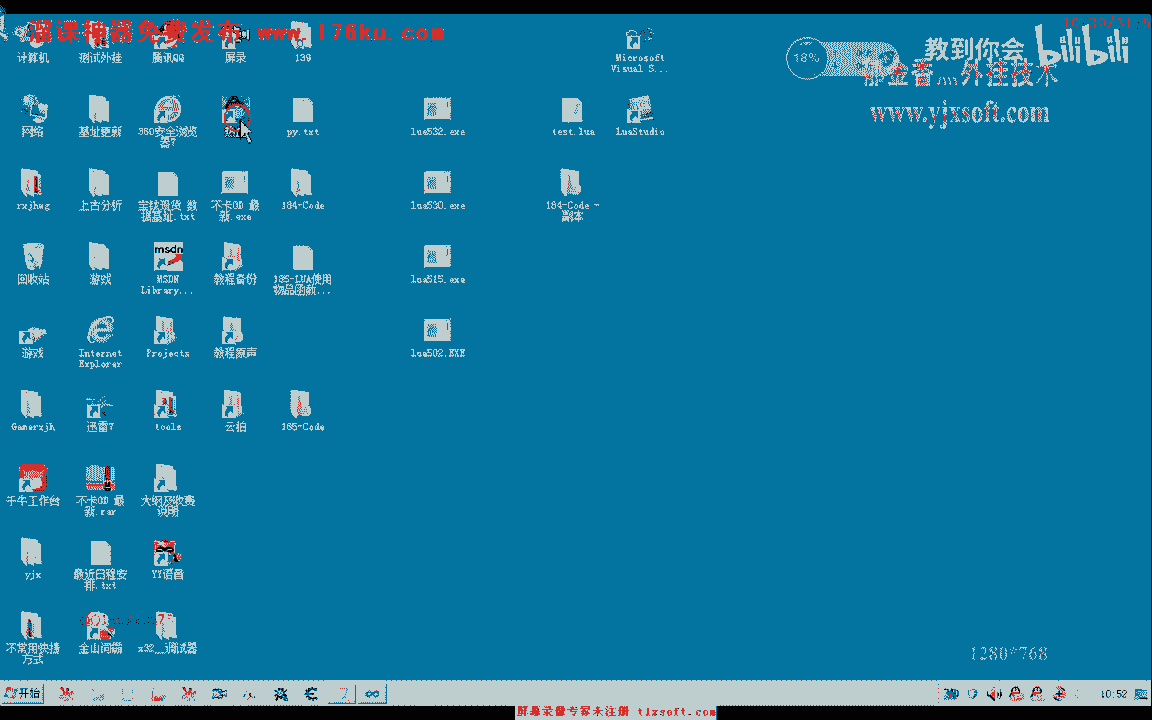 溜课神器免费发布 www.176ku.com
计算机
测试外挂
腾讯QQ
屏录
139
Microsoft
Visual S...
18%
教到你会
bilibili
郁金香灬外挂技术
www.yjxsoft.com
网络
基址更新
360安全浏览
器7
py.txt
lua532.exe
test.lua
LuaStudio
rxjhwg
上古分析
数
据基址.txt
不卡OD 最
新.exe
184-Code
lua530.exe
184-Code -
副本
回收站
游戏
msdn
MSDN
Library...
教程备份
185-LUA使用
物品函数...
lua515.exe
游戏
Internet
Explorer
Projects
教程原声
lua502.EXE
Gamerxjh
迅雷7
tools
云拍
185-Code
千牛工作台
不卡OD 最
新.rar
大纲及收费
说明
yjx
最近日程安
排.txt
YY语音
不常用快捷
方式
金山词霸
x32__调试器
1280*768
开始
10:52
屏幕录像专家未注册 tlxsoft.com